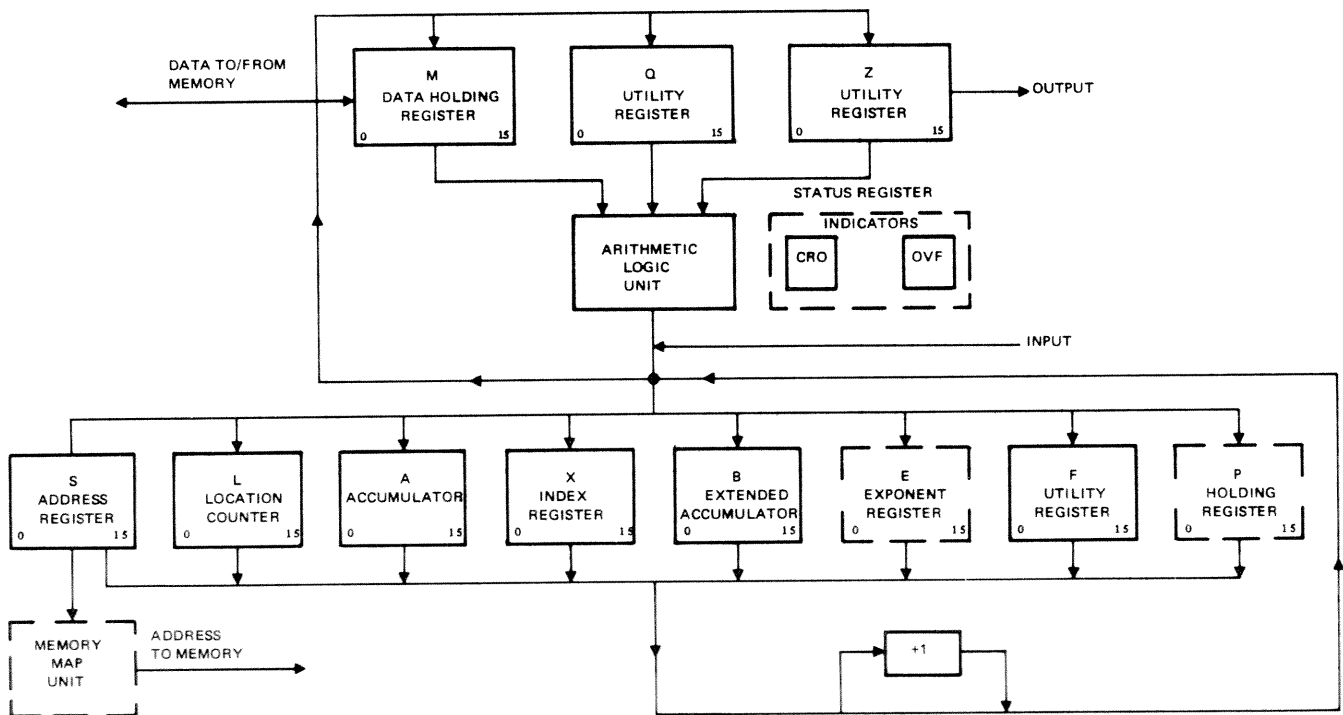 DATA TO/FROM
MEMORY
M
DATA HOLDING
REGISTER
0 15
Q
UTILITY
REGISTER
0 15
Z
UTILITY
REGISTER
0 15
OUTPUT
STATUS REGISTER
INDICATORS
CRO OVF
ARITHMETIC
LOGIC
UNIT
INPUT
S
ADDRESS
REGISTER
0 15
L
LOCATION
COUNTER
0 15
A
ACCUMULATOR
0 15
X
INDEX
REGISTER
0 15
B
EXTENDED
ACCUMULATOR
0 15
E
EXPONENT
REGISTER
0 15
F
UTILITY
REGISTER
0 15
P
HOLDING
REGISTER
0 15
MEMORY
MAP
UNIT
ADDRESS
TO MEMORY
+1